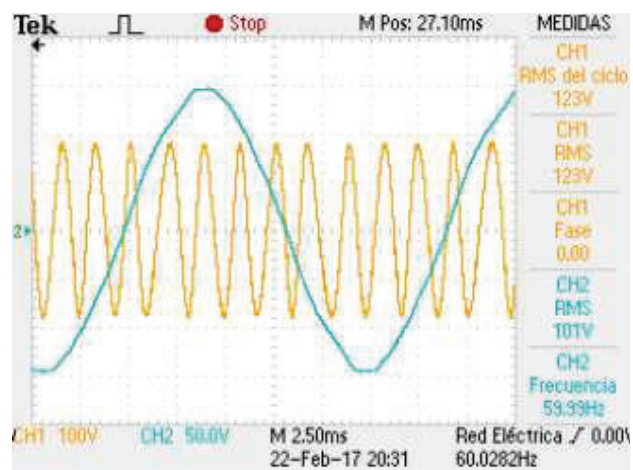 Tek Stop M Pos: 27.10ms MEDIDAS
CH1
RMS del ciclo
123V
CH1
RMS
123V
CH1
Fase
0.00
CH2
RMS
101V
CH2
Frecuencia
59.99Hz
2
CH1 100V CH2 50.0V M 2.50ms Red Eléctrica 0.00V
22-Feb-17 20:31 60.0282Hz